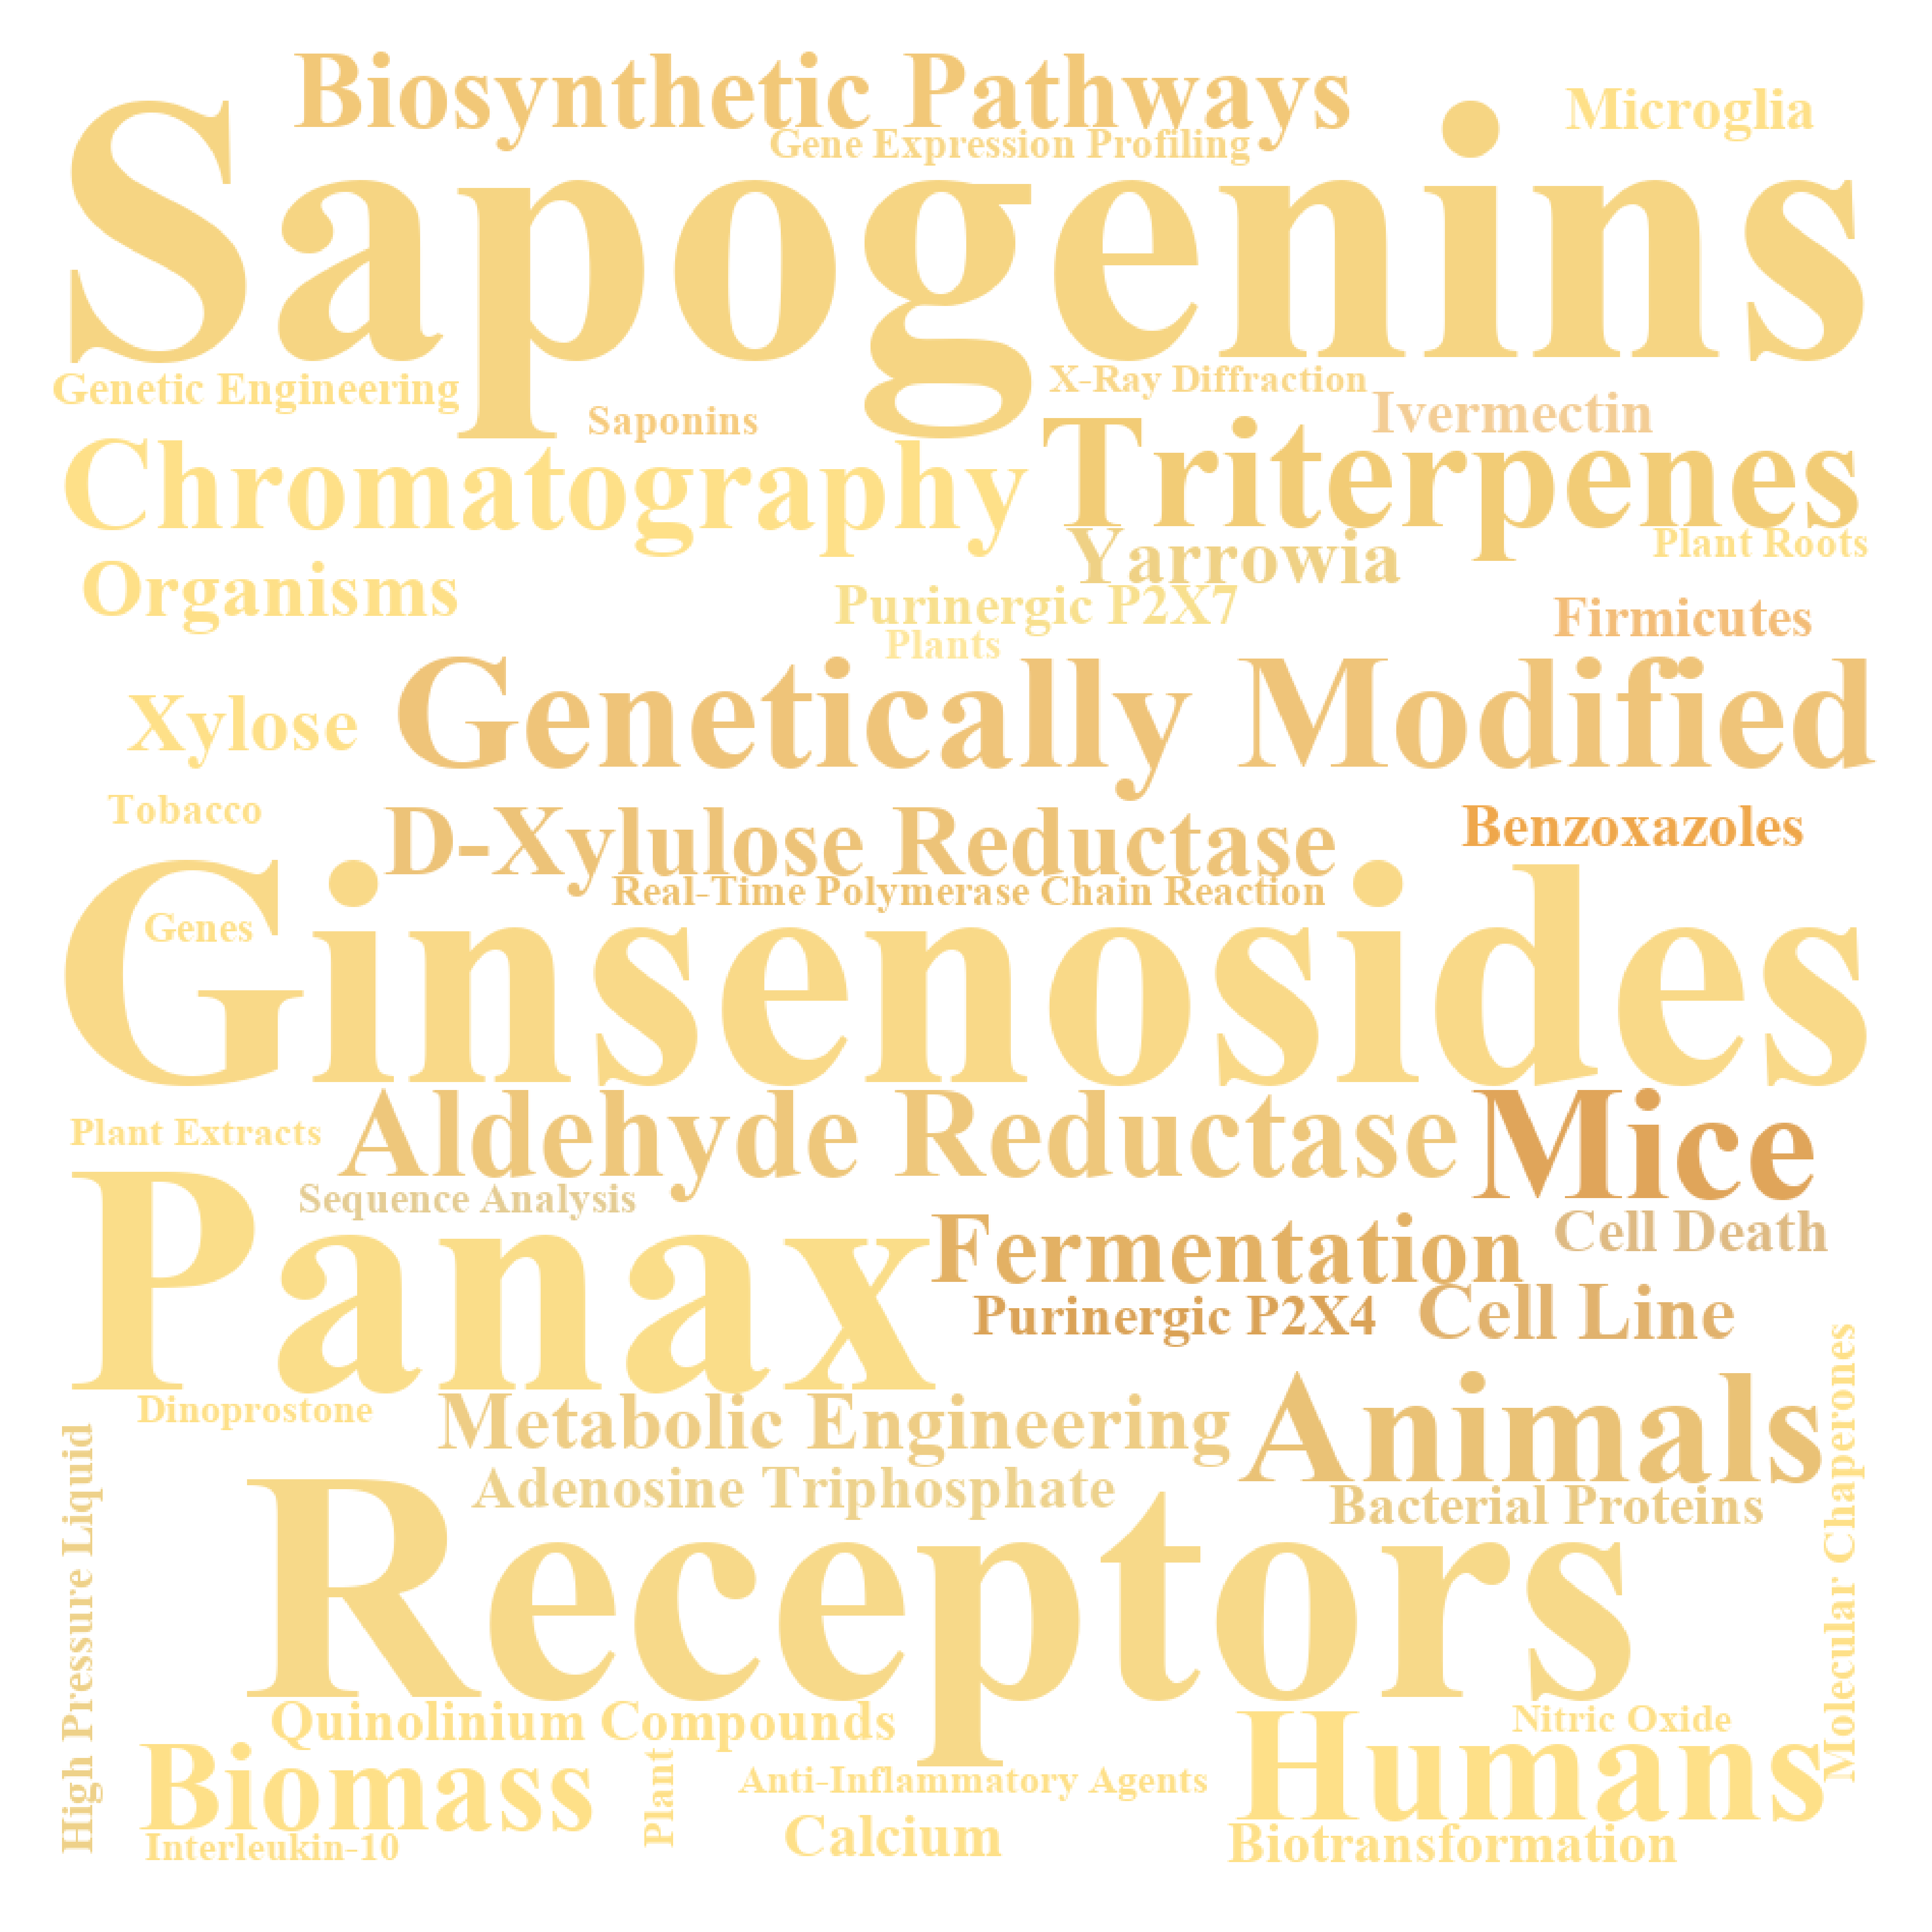 Biosynthetic Pathways
Microglia
Gene Expression Profiling
Sapogenins
Genetic Engineering
X-Ray Diffraction
Saponins
Ivermectin
Chromatography
Triterpenes
Yarrowia
Plant Roots
Organisms
Purinergic P2X7
Firmicutes
Plants
Genetically Modified
Xylose
Tobacco
D-Xylulose Reductase
Benzoxazoles
Real-Time Polymerase Chain Reaction
Genes
Ginsenosides
Plant Extracts
Aldehyde Reductase
Mice
Sequence Analysis
Panax
Fermentation
Cell Death
Purinergic P2X4
Cell Line
Dinoprostone
Metabolic Engineering
Animals
Adenosine Triphosphate
Bacterial Proteins
High Pressure Liquid
Molecular Chaperones
Receptors
Quinolinium Compounds
Nitric Oxide
Biomass
Plant
Anti-Inflammatory Agents
Humans
Interleukin-10
Calcium
Biotransformation